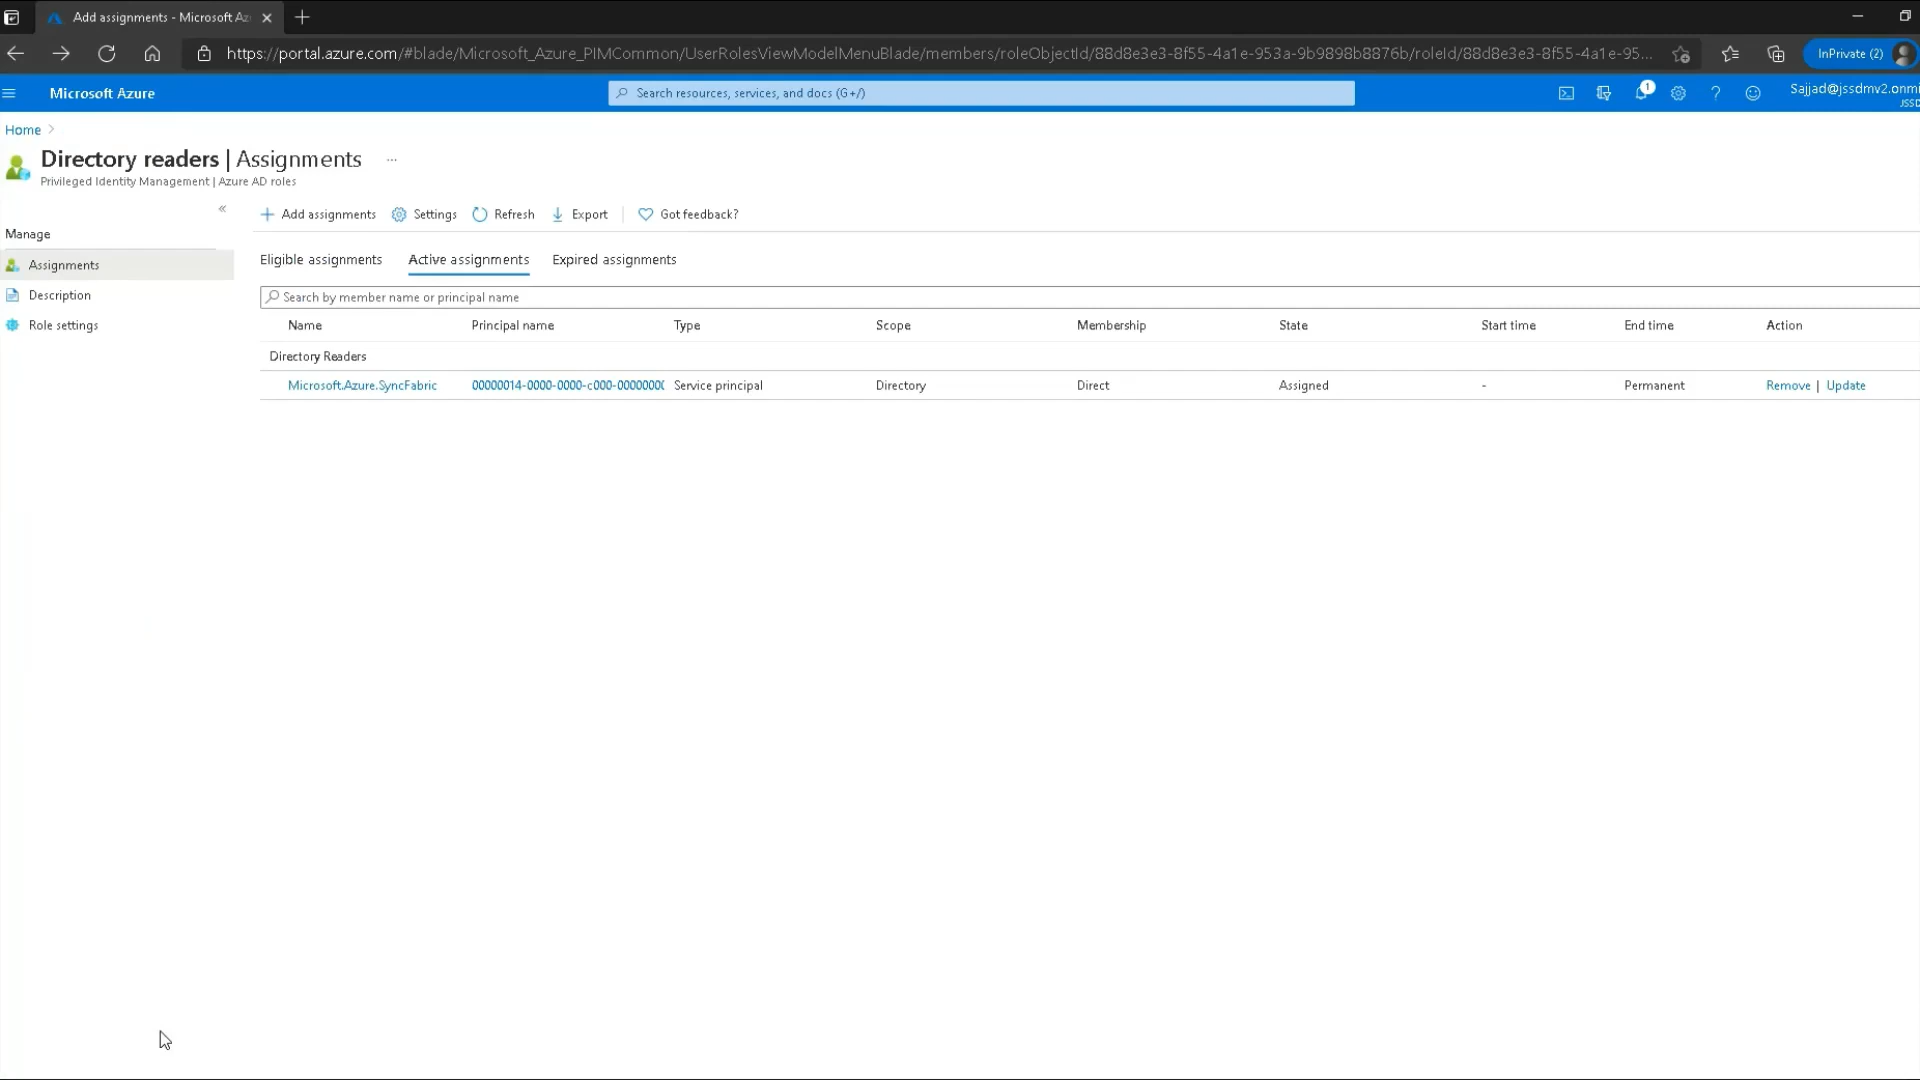 Add assignments - Microsoft Az
https://portal.azure.com/#blade/Microsoft_Azure_PIMCommon/UserRolesViewModelMenuBlade/members/roleObjectId/88d8e3e3-8f55-4a1e-953a-9b9898b8876b/roleId/88d8e3e3-8f55-4a1e-95...
InPrivate (2)
Microsoft Azure
Search resources, services, and docs (G+/)
1
Sajjad@jssdmv2.onmi
JSSD
Home
Directory readers | Assignments ...
Privileged Identity Management | Azure AD roles
«
Add assignments Settings Refresh Export Got feedback?
Manage
Assignments
Description
Role settings
Eligible assignments Active assignments Expired assignments
Search by member name or principal name
Name Principal name Type Scope Membership State Start time End time Action
Directory Readers
Microsoft.Azure.SyncFabric 00000014-0000-0000-c000-0000000( Service principal Directory Direct Assigned - Permanent Remove | Update